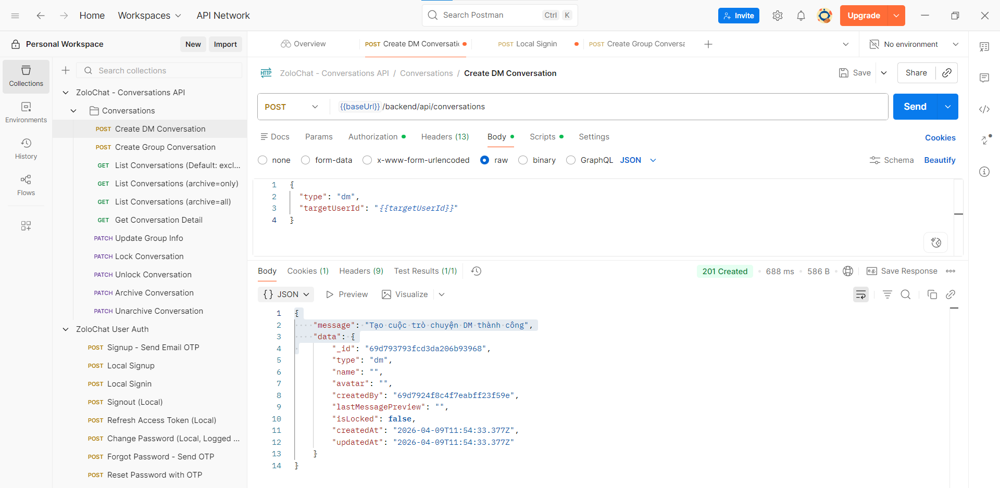 Home
Workspaces
API Network
Search Postman
Ctrl
K
Invite
Upgrade
Personal Workspace
New
Import
Overview
POST Create DM Conversati
POST Local Signin
POST Create Group Convers
No environment
Collections
Environments
History
Flows
Search collections
ZoloChat - Conversations API
Conversations
POST Create DM Conversation
POST Create Group Conversation
GET List Conversations (Default: excl...
GET List Conversations (archive=only)
GET List Conversations (archive=all)
GET Get Conversation Detail
PATCH Update Group Info
PATCH Lock Conversation
PATCH Unlock Conversation
PATCH Archive Conversation
PATCH Unarchive Conversation
ZoloChat User Auth
POST Signup - Send Email OTP
POST Local Signup
POST Local Signin
POST Signout (Local)
POST Refresh Access Token (Local)
POST Change Password (Local, Logged ...
POST Forgot Password - Send OTP
POST Reset Password with OTP
HTTP ZoloChat - Conversations API / Conversations / Create DM Conversation
Save
Share
POST
{{baseUrl}} /backend/api/conversations
Send
Docs
Params
Authorization
Headers (13)
Body
Scripts
Settings
Cookies
none
form-data
x-www-form-urlencoded
raw
binary
GraphQL
JSON
Schema
Beautify
1 {
2 "type": "dm",
3 "targetUserId": "{{targetUserId}}"
4 }
Body
Cookies (1)
Headers (9)
Test Results (1/1)
201 Created
688 ms
586 B
e.g. Save Response
{} JSON
Preview
Visualize
1 {
2 "message": "Tạo cuộc trò chuyện DM thành công",
3 "data": {
4 "_id": "69d793793fcd3da206b93968",
5 "type": "dm",
6 "name": "",
7 "avatar": "",
8 "createdBy": "69d7924f8c4f7eabff23f59e",
9 "lastMessagePreview": "",
10 "isLocked": false,
11 "createdAt": "2026-04-09T11:54:33.377Z",
12 "updatedAt": "2026-04-09T11:54:33.377Z"
13 }
14 }